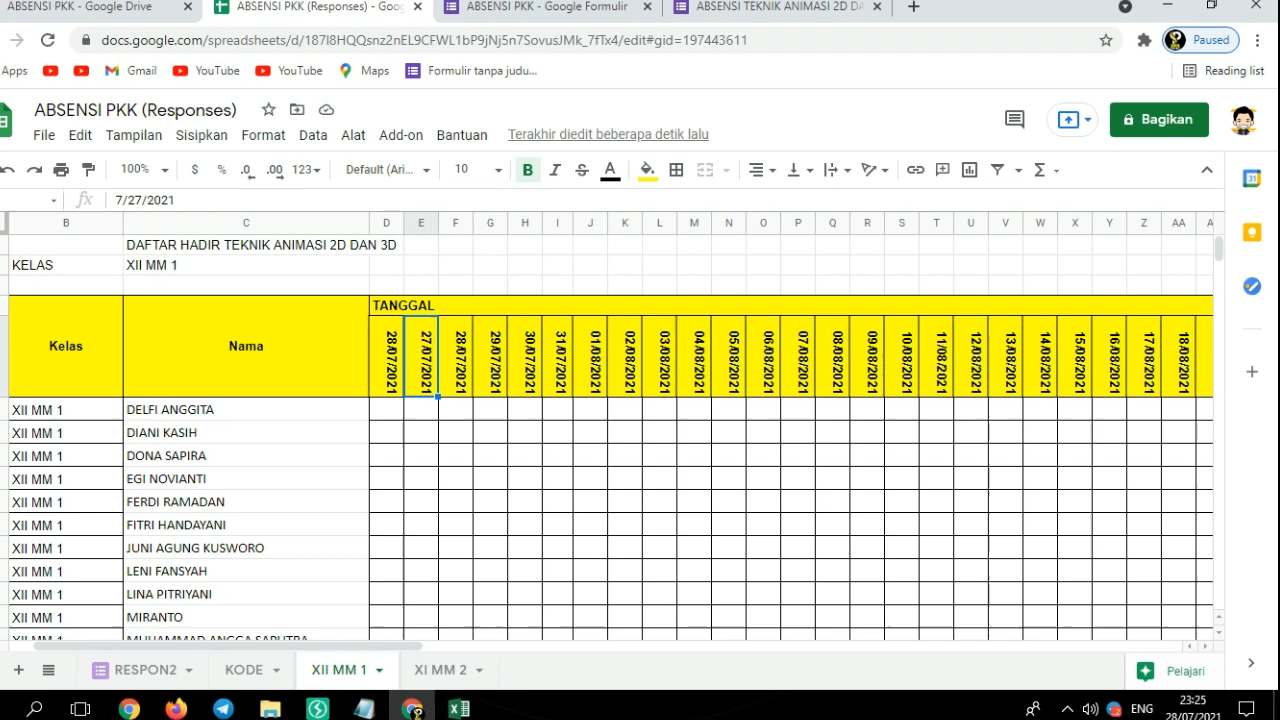 ABSENSI PKK - Google Drive
ABSENSI PKK (Responses) - Goog
ABSENSI PKK - Google Formulir
ABSENSI TEKNIK ANIMASI 2D DA
docs.google.com/spreadsheets/d/187l8HQQsnz2nEL9CFWL1bP9jNj5n7SovusJMk_7fTx4/edit#gid=197443611
Paused
Apps
Gmail
YouTube
YouTube
Maps
Formulir tanpa judu...
Reading list
ABSENSI PKK (Responses)
File Edit Tampilan Sisipkan Format Data Alat Add-on Bantuan Terakhir diedit beberapa detik lalu
Bagikan
100% $ % .0 .00 123 Default (Ari... 10 B I S A Σ
fx 7/27/2021
B C D E F G H I J K L M N O P Q R S T U V W X Y Z AA A
DAFTAR HADIR TEKNIK ANIMASI 2D DAN 3D
KELAS XII MM 1
Kelas Nama TANGGAL
28/07/2021 27/07/2021 28/07/2021 29/07/2021 30/07/2021 31/07/2021 01/08/2021 02/08/2021 03/08/2021 04/08/2021 05/08/2021 06/08/2021 07/08/2021 08/08/2021 09/08/2021 10/08/2021 11/08/2021 12/08/2021 13/08/2021 14/08/2021 15/08/2021 16/08/2021 17/08/2021 18/08/2021
XII MM 1 DELFI ANGGITA
XII MM 1 DIANI KASIH
XII MM 1 DONA SAPIRA
XII MM 1 EGI NOVIANTI
XII MM 1 FERDI RAMADAN
XII MM 1 FITRI HANDAYANI
XII MM 1 JUNI AGUNG KUSWORO
XII MM 1 LENI FANSYAH
XII MM 1 LINA PITRIYANI
XII MM 1 MIRANTO
XII MM 1 MUHAMMAD ANGGA SAPUTRA
RESPON2 KODE XII MM 1 XI MM 2
Pelajari
ENG
23:25
28/07/2021